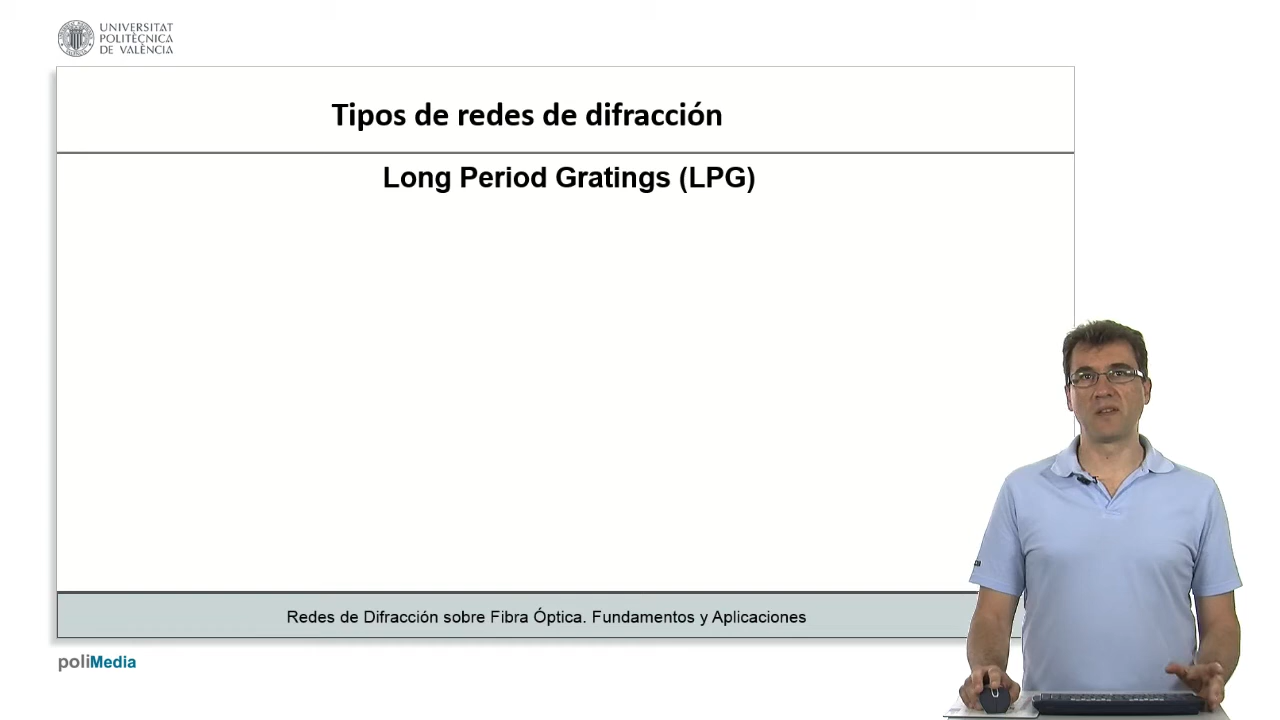 UNIVERSITAT
POLITÈCNICA
DE VALÈNCIA
Tipos de redes de difracción
Long Period Gratings (LPG)
Redes de Difracción sobre Fibra Óptica. Fundamentos y Aplicaciones
poliMedia